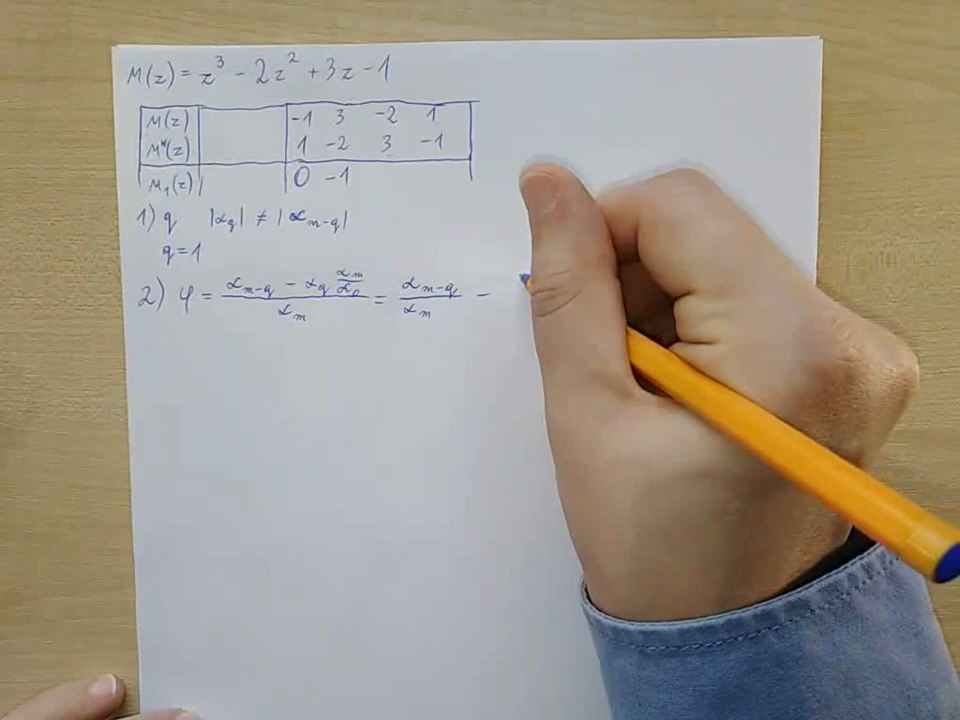 M(z) = z³ - 2z² + 3z - 1
M(z) -1 3 -2 1
M*(z) 1 -2 3 -1
M₁(z) 0 -1
1) q |αq| ≠ |αm-q|
q=1
2) φ = (αm-q - αq αm/α0)/αm = αm-q/αm -